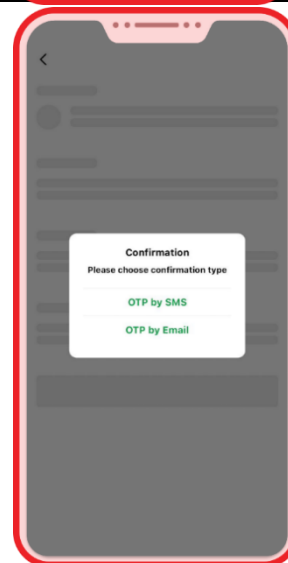 Confirmation
Please choose confirmation type
OTP by SMS
OTP by Email